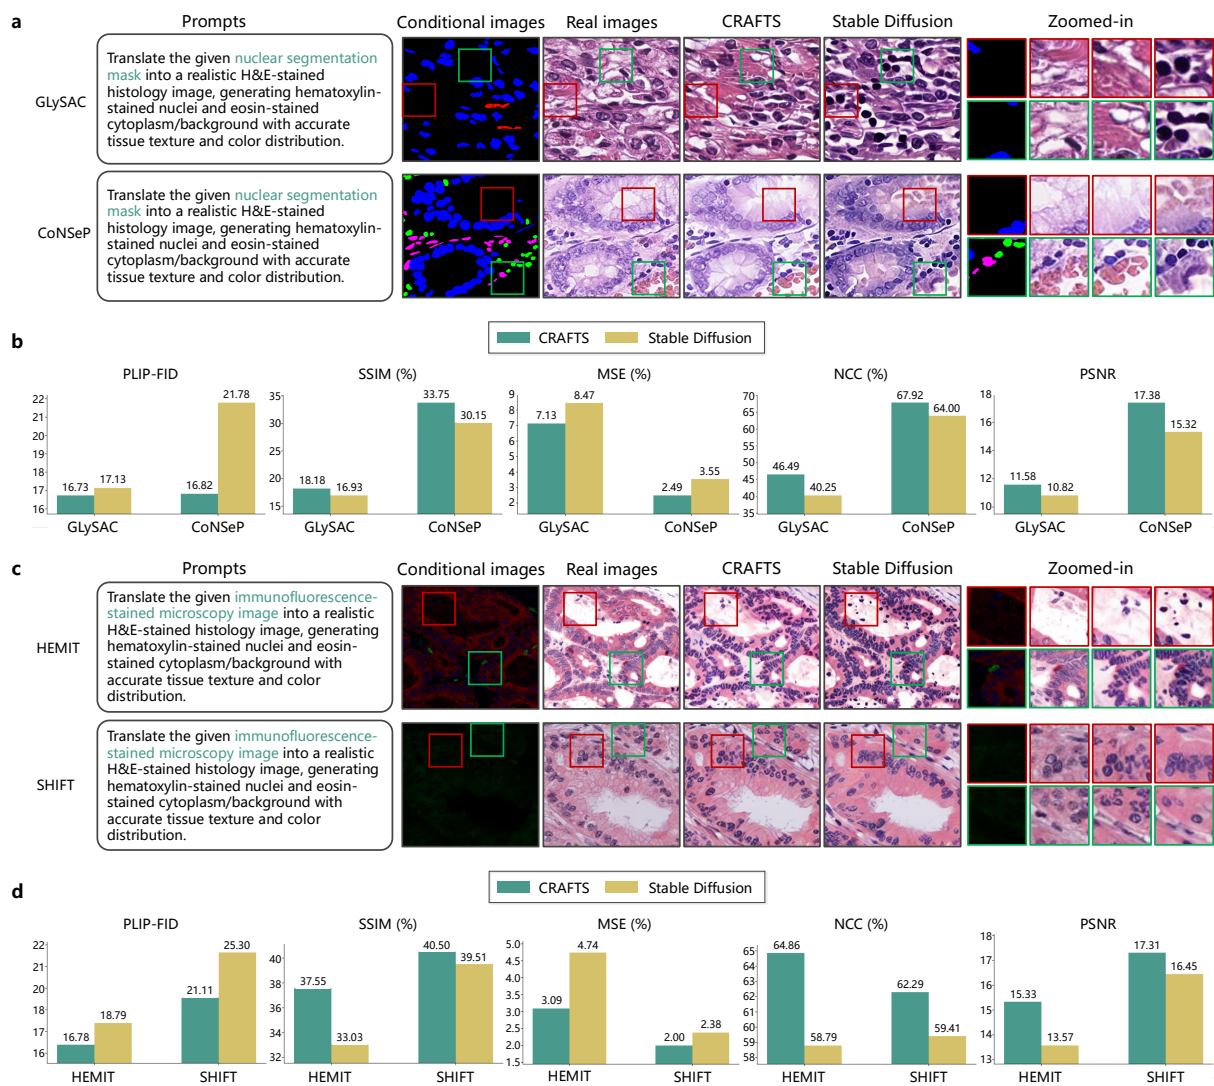 a
Prompts
Conditional images
Real images
CRAFTS
Stable Diffusion
Zoomed-in
GLySAC
Translate the given nuclear segmentation
mask into a realistic H&E-stained
histology image, generating hematoxylin-
stained nuclei and eosin-stained
cytoplasm/background with accurate
tissue texture and color distribution.
CoNSeP
Translate the given nuclear segmentation
mask into a realistic H&E-stained
histology image, generating hematoxylin-
stained nuclei and eosin-stained
cytoplasm/background with accurate
tissue texture and color distribution.
b
CRAFTS
Stable Diffusion
PLIP-FID
22
21
20
19
18
17
16
16.73
17.13
16.82
21.78
GLySAC
CoNSeP
SSIM (%)
35
30
25
20
15
18.18
16.93
33.75
30.15
GLySAC
CoNSeP
MSE (%)
9
8
7
6
5
4
3
2
7.13
8.47
2.49
3.55
GLySAC
CoNSeP
NCC (%)
70
65
60
55
50
45
40
35
46.49
40.25
67.92
64.00
GLySAC
CoNSeP
PSNR
18
16
14
12
10
11.58
10.82
17.38
15.32
GLySAC
CoNSeP
c
Prompts
Conditional images
Real images
CRAFTS
Stable Diffusion
Zoomed-in
HEMIT
Translate the given immunofluorescence-
stained microscopy image into a realistic
H&E-stained histology image, generating
hematoxylin-stained nuclei and eosin-
stained cytoplasm/background with
accurate tissue texture and color
distribution.
SHIFT
Translate the given immunofluorescence-
stained microscopy image into a realistic
H&E-stained histology image, generating
hematoxylin-stained nuclei and eosin-
stained cytoplasm/background with
accurate tissue texture and color
distribution.
d
CRAFTS
Stable Diffusion
PLIP-FID
22
21
20
19
18
17
16
16.78
18.79
21.11
25.30
HEMIT
SHIFT
SSIM (%)
40
38
36
34
32
37.55
33.03
40.50
39.51
HEMIT
SHIFT
MSE (%)
5.0
4.5
4.0
3.5
3.0
2.5
2.0
1.5
3.09
4.74
2.00
2.38
HEMIT
SHIFT
NCC (%)
65
64
63
62
61
60
59
58
64.86
58.79
62.29
59.41
HEMIT
SHIFT
PSNR
18
17
16
15
14
13
15.33
13.57
17.31
16.45
HEMIT
SHIFT